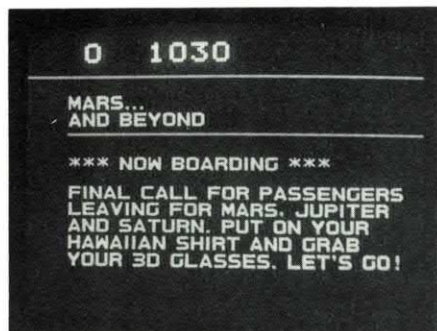 0 1030
MARS...
AND BEYOND
*** NOW BOARDING ***
FINAL CALL FOR PASSENGERS
LEAVING FOR MARS, JUPITER
AND SATURN. PUT ON YOUR
HAWAIIAN SHIRT AND GRAB
YOUR 3D GLASSES. LET'S GO!